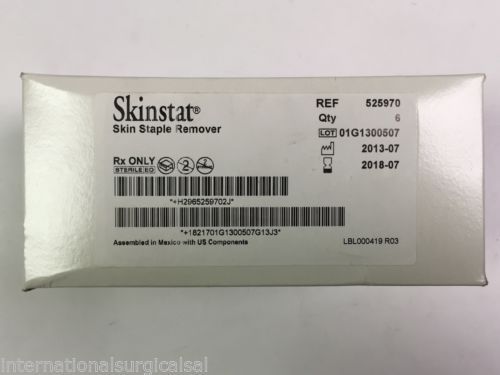 Skinstat®
Skin Staple Remover
REF 525970
Qty 6
LOT 01G1300507
2013-07
2018-07
Rx ONLY
STERILE EO 2
*+H2965259702J*
*+1821701G1300507G13J3*
Assembled in Mexico with US Components
LBL000419 R03
internationalsurgicalsal